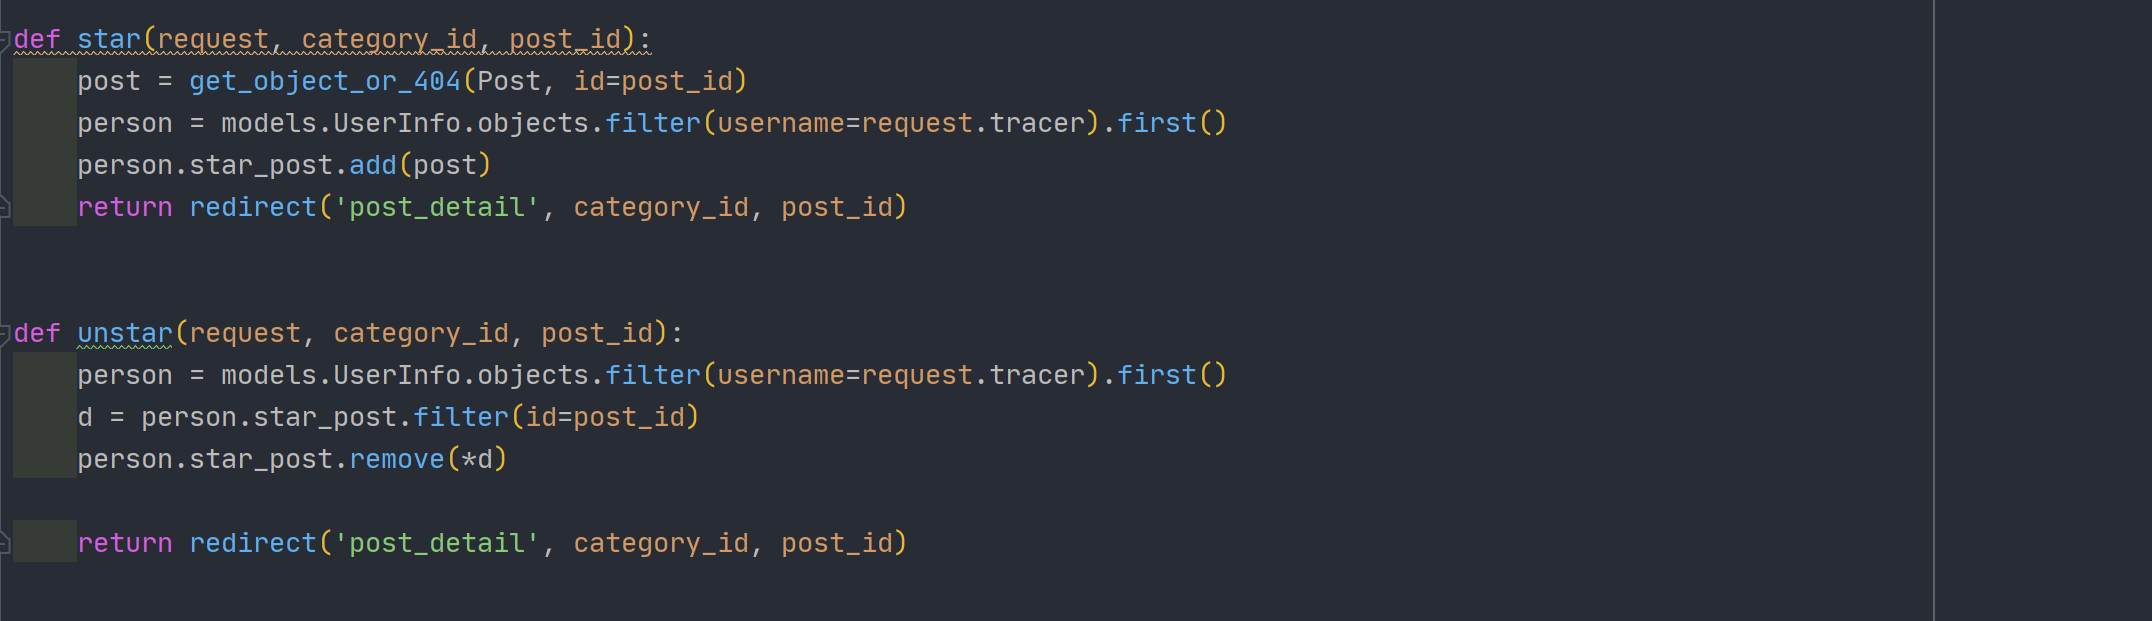 def star(request, category_id, post_id):
    post = get_object_or_404(Post, id=post_id)
    person = models.UserInfo.objects.filter(username=request.tracer).first()
    person.star_post.add(post)
    return redirect('post_detail', category_id, post_id)
def unstar(request, category_id, post_id):
    person = models.UserInfo.objects.filter(username=request.tracer).first()
    d = person.star_post.filter(id=post_id)
    person.star_post.remove(*d)
    return redirect('post_detail', category_id, post_id)